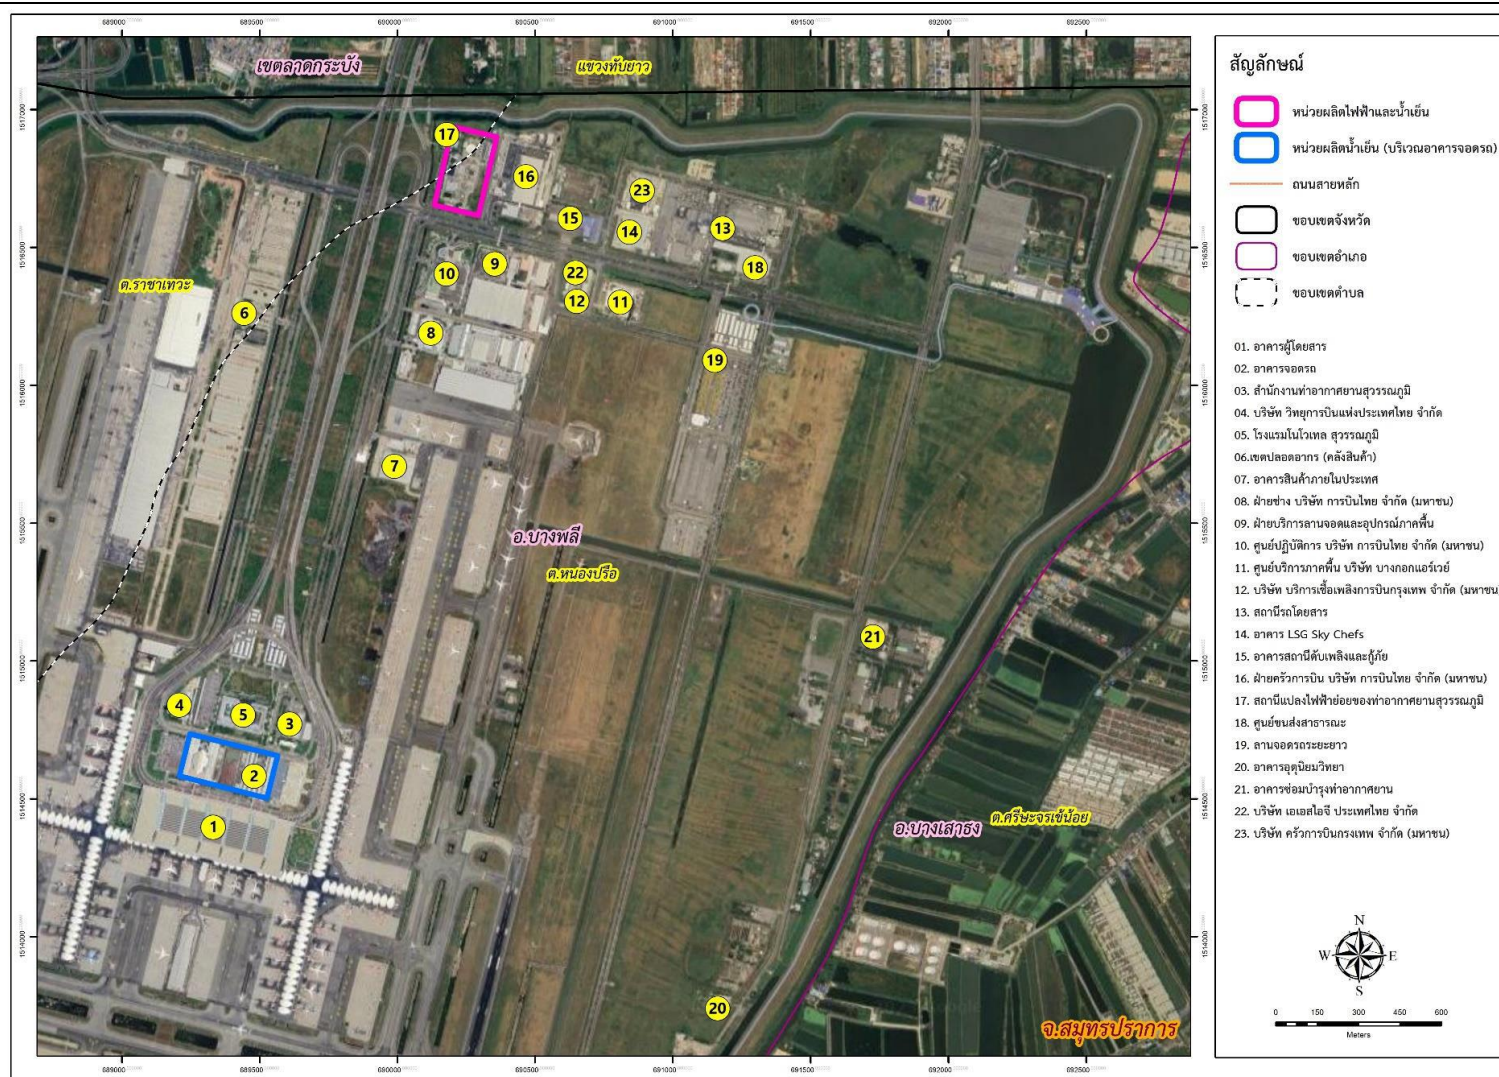 689000 689500 690000 690500 691000 691500 692000 692500
เขตลาดกระบัง
แขวงทับยาว
1517000
1517000
17
16
23
15
14
13
1516500
1516500
9
22
18
10
ต.ราชาเทวะ
12
11
6
8
19
1516000
1516000
7
1515500
1515500
อ.บางพลี
ต.หนองปรือ
21
1515000
1515000
4
5
3
2
1514500
1514500
1
อ.บางเสาธง
ต.ศรีษะจรเข้น้อย
1514000
1514000
20
จ.สมุทรปราการ
689000 689500 690000 690500 691000 691500 692000 692500
สัญลักษณ์
หน่วยผลิตไฟฟ้าและน้ำเย็น
หน่วยผลิตน้ำเย็น (บริเวณอาคารจอดรถ)
ถนนสายหลัก
ขอบเขตจังหวัด
ขอบเขตอำเภอ
ขอบเขตตำบล
01. อาคารผู้โดยสาร
02. อาคารจอดรถ
03. สำนักงานท่าอากาศยานสุวรรณภูมิ
04. บริษัท วิทยุการบินแห่งประเทศไทย จำกัด
05. โรงแรมโนโวเทล สุวรรณภูมิ
06.เขตปลอดอากร (คลังสินค้า)
07. อาคารสินค้าภายในประเทศ
08. ฝ่ายช่าง บริษัท การบินไทย จำกัด (มหาชน)
09. ฝ่ายบริการลานจอดและอุปกรณ์ภาคพื้น
10. ศูนย์ปฏิบัติการ บริษัท การบินไทย จำกัด (มหาชน)
11. ศูนย์บริการภาคพื้น บริษัท บางกอกแอร์เวย์
12. บริษัท บริการเชื้อเพลิงการบินกรุงเทพ จำกัด (มหาชน
13. สถานีรถโดยสาร
14. อาคาร LSG Sky Chefs
15. อาคารสถานีดับเพลิงและกู้ภัย
16. ฝ่ายครัวการบิน บริษัท การบินไทย จำกัด (มหาชน)
17. สถานีแปลงไฟฟ้าย่อยของท่าอากาศยานสุวรรณภูมิ
18. ศูนย์ขนส่งสาธารณะ
19. ลานจอดรถระยะยาว
20. อาคารอุตุนิยมวิทยา
21. อาคารซ่อมบำรุงท่าอากาศยาน
22. บริษัท เอเอสไอจี ประเทศไทย จำกัด
23. บริษัท ครัวการบินกรงเทพ จำกัด (มหาชน)
N
W E
S
0 150 300 450 600
Meters